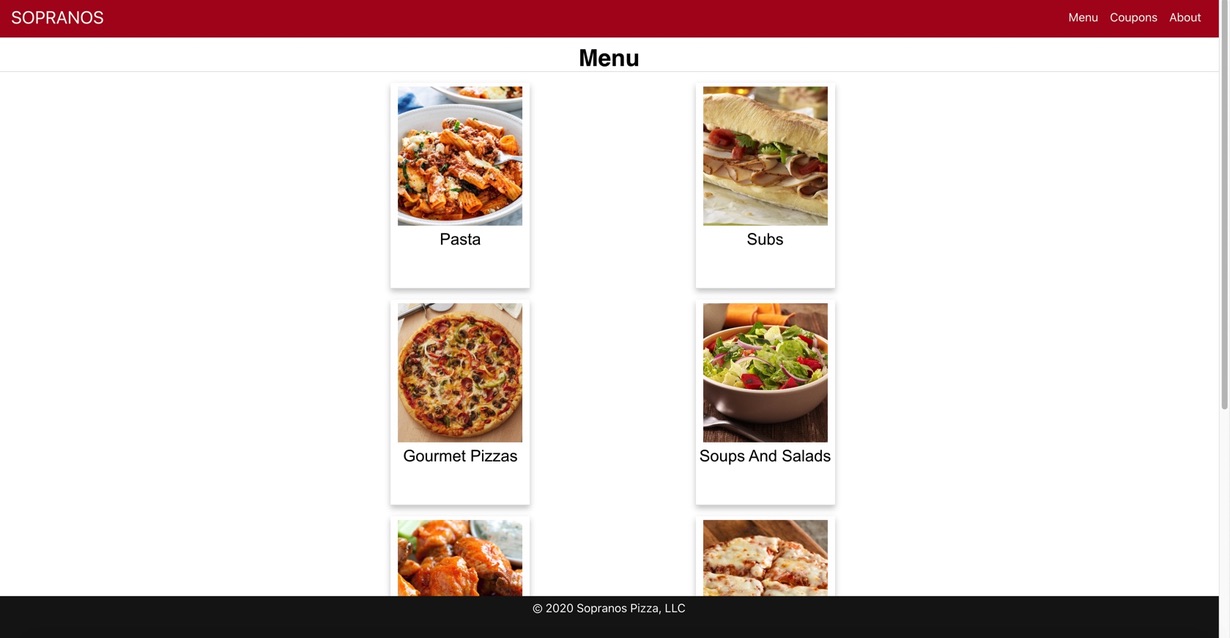 SOPRANOS
Menu Coupons About
Menu
Pasta
Subs
Gourmet Pizzas
Soups And Salads
© 2020 Sopranos Pizza, LLC